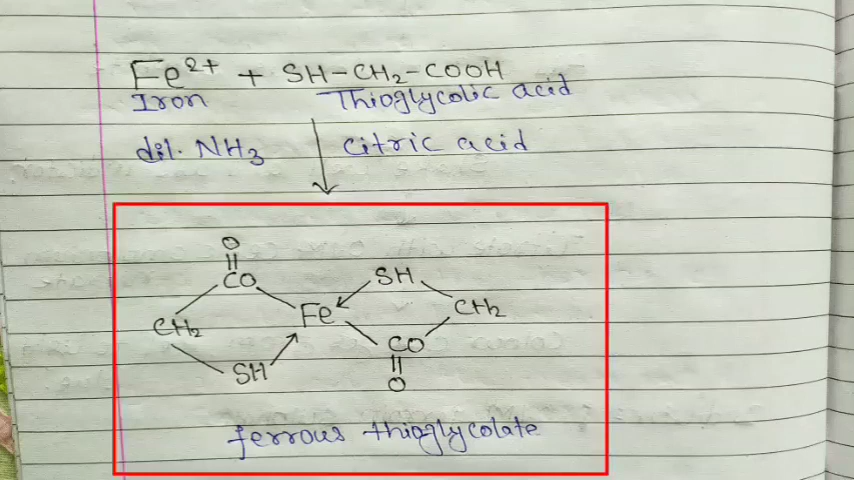 Fe2+ + SH-CH2-COOH
Iron Thioglycolic acid
dil. NH3 citric acid
O
CO SH
CH2 Fe CH2
SH CO
O
ferrous thioglycolate